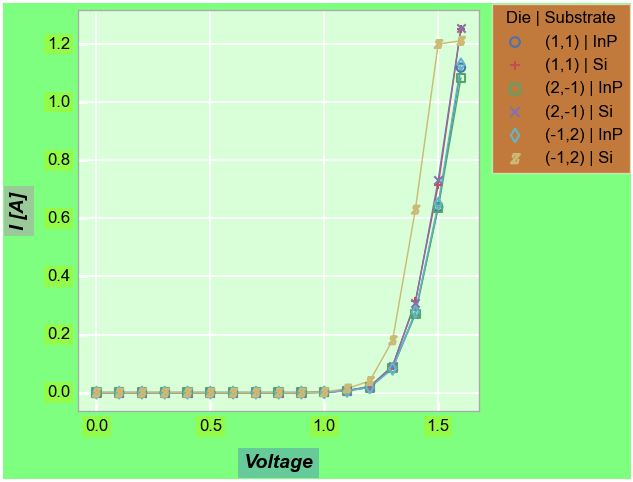 Die | Substrate
(1,1) | InP
(1,1) | Si
(2,-1) | InP
(2,-1) | Si
(-1,2) | InP
(-1,2) | Si
I [A]
1.2
1.0
0.8
0.6
0.4
0.2
0.0
0.0 0.5 1.0 1.5
Voltage